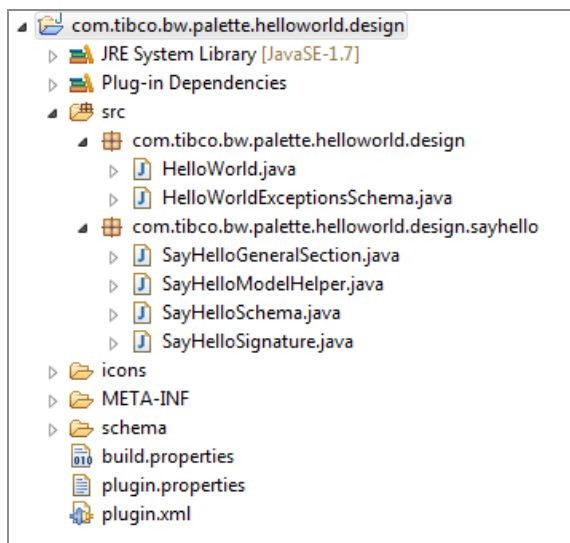 com.tibco.bw.palette.helloworld.design
JRE System Library [JavaSE-1.7]
Plug-in Dependencies
src
com.tibco.bw.palette.helloworld.design
HelloWorld.java
HelloWorldExceptionsSchema.java
com.tibco.bw.palette.helloworld.design.sayhello
SayHelloGeneralSection.java
SayHelloModelHelper.java
SayHelloSchema.java
SayHelloSignature.java
icons
META-INF
schema
build.properties
plugin.properties
plugin.xml